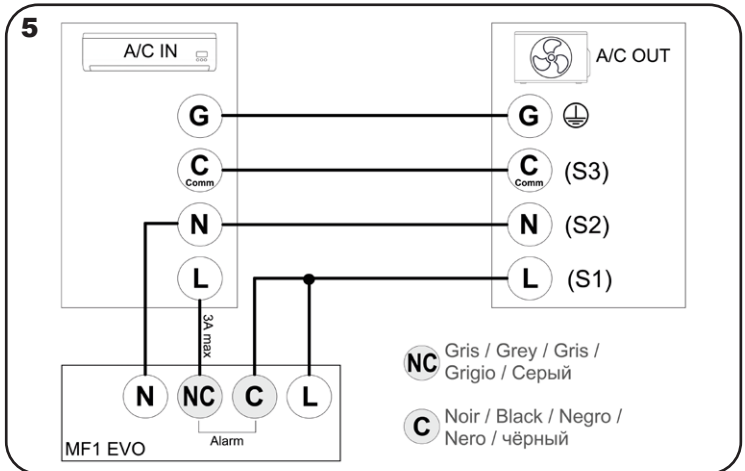 5
A/C IN
A/C OUT
G
G
C
Comm
C
Comm
(S3)
N
N
(S2)
L
L
(S1)
3A max
N
NC
C
L
Alarm
MF1 EVO
NC
Gris / Grey / Gris /
Grigio / Серый
C
Noir / Black / Negro /
Nero / чёрный